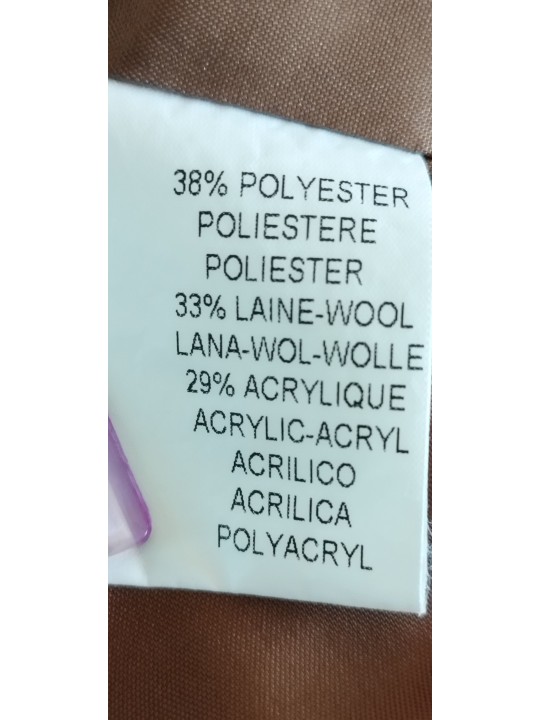 38% POLYESTER
POLIESTERE
POLIESTER
33% LAINE-WOOL
LANA-WOL-WOLLE
29% ACRYLIQUE
ACRYLIC-ACRYL
ACRILICO
ACRILICA
POLYACRYL